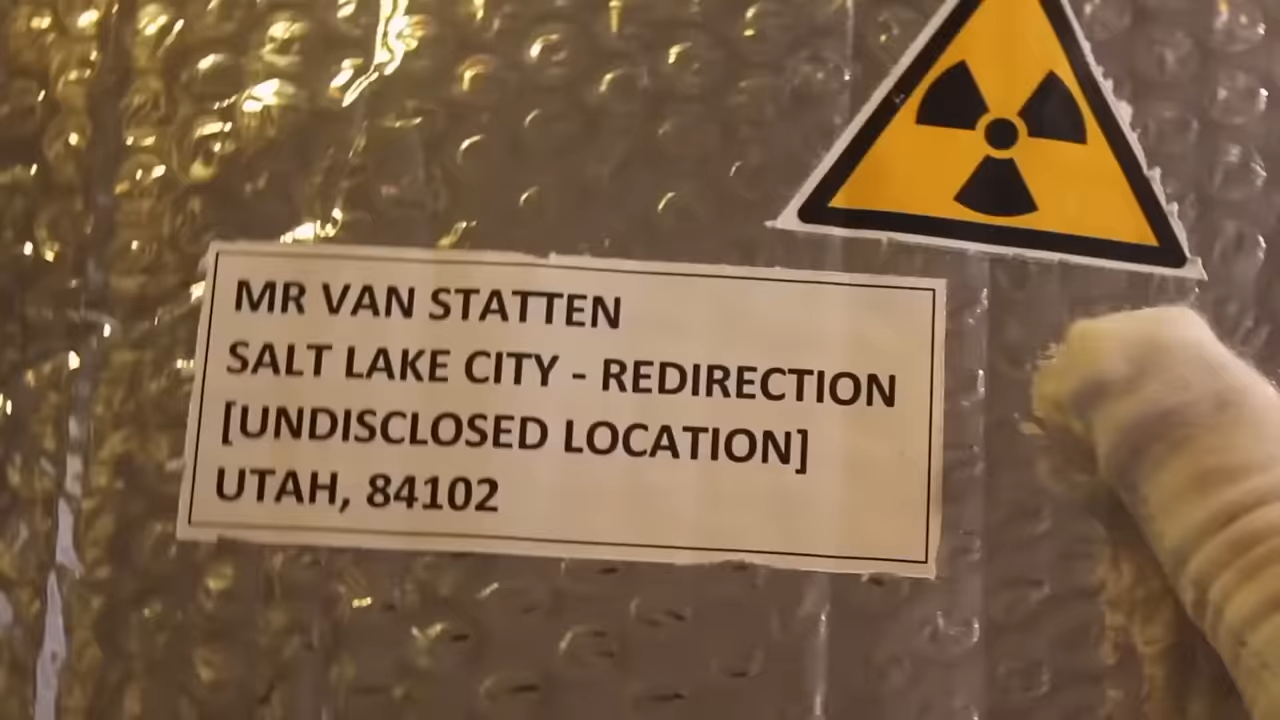 MR VAN STATTEN
SALT LAKE CITY - REDIRECTION
[UNDISCLOSED LOCATION]
UTAH, 84102